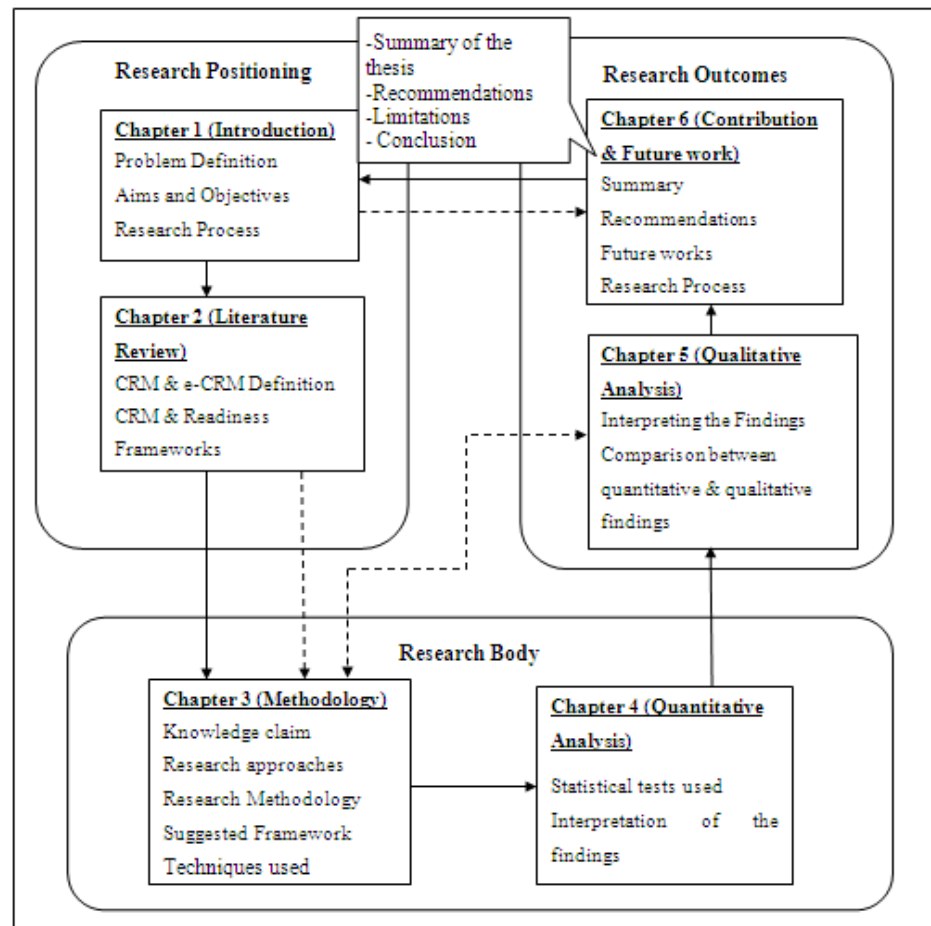 Research Positioning
Chapter 1 (Introduction)
Problem Definition
Aims and Objectives
Research Process
Chapter 2 (Literature
Review)
CRM & e-CRM Definition
CRM & Readiness
Frameworks
-Summary of the
thesis
-Recommendations
-Limitations
- Conclusion
Research Outcomes
Chapter 6 (Contribution
& Future work)
Summary
Recommendations
Future works
Research Process
Chapter 5 (Qualitative
Analysis)
Interpreting the Findings
Comparison between
quantitative & qualitative
findings
Research Body
Chapter 3 (Methodology)
Knowledge claim
Research approaches
Research Methodology
Suggested Framework
Techniques used
Chapter 4 (Quantitative
Analysis)
Statistical tests used
Interpretation of the
findings